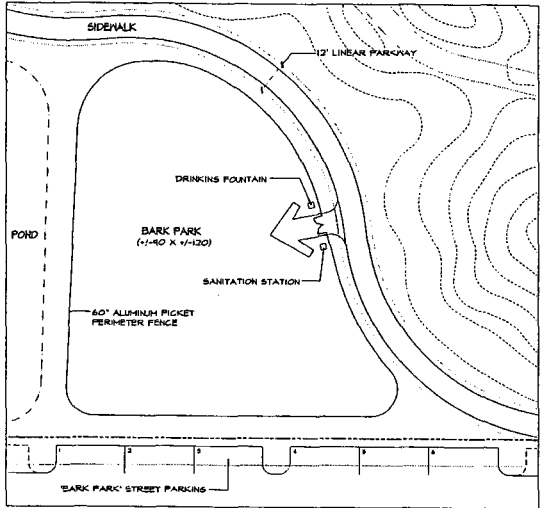 SIDEWALK
12' LINEAR PARKWAY
DRINKINS FOUNTAIN
POND
BARK PARK
(+/-90 X +/-120)
SANITATION STATION
60" ALUMINUM PICKET
PERIMETER FENCE
1 2 3 4 5 6
'BARK PARK' STREET PARKING